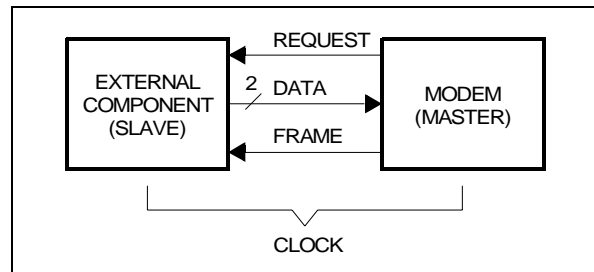 REQUEST
EXTERNAL
COMPONENT
(SLAVE)
2
DATA
MODEM
(MASTER)
FRAME
CLOCK